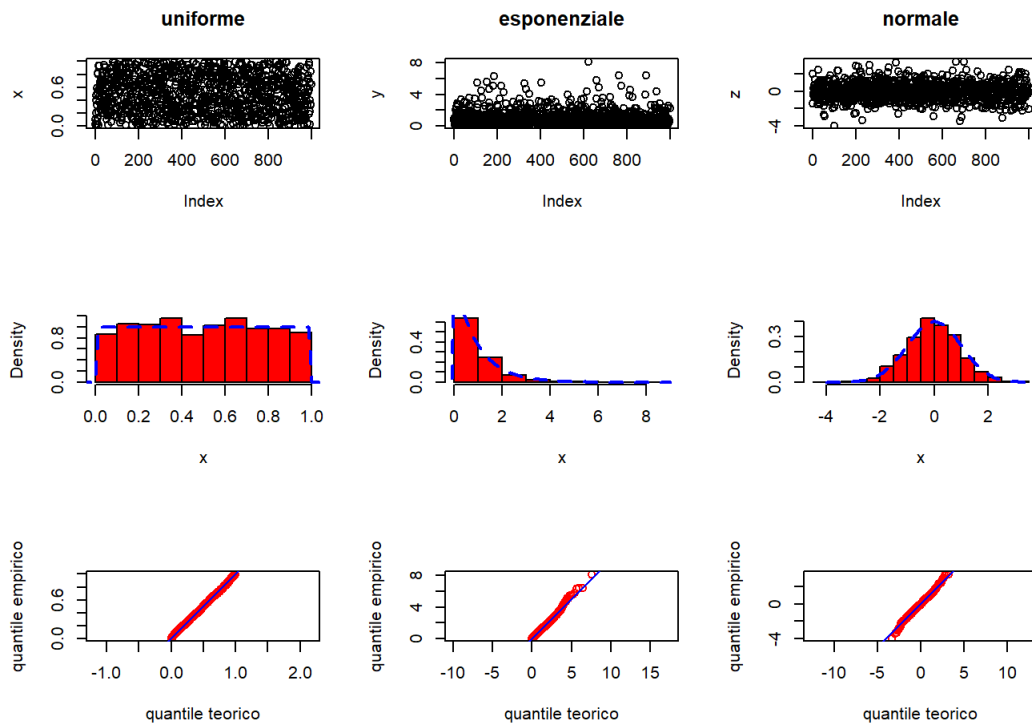 uniforme
esponenziale
normale
x
0.0 0.6
0 200 400 600 800
Index
y
0 4 8
0 200 400 600 800
Index
z
-4 0
0 200 400 600 800
Index
Density
0.0 0.8
0.0 0.2 0.4 0.6 0.8 1.0
x
Density
0.0 0.4
0 2 4 6 8
x
Density
0.0 0.3
-4 -2 0 2
x
quantile empirico
0.0 0.6
-1.0 0.0 1.0 2.0
quantile teorico
quantile empirico
0 4 8
-10 -5 0 5 10 15
quantile teorico
quantile empirico
-4 0
-10 -5 0 5 10
quantile teorico